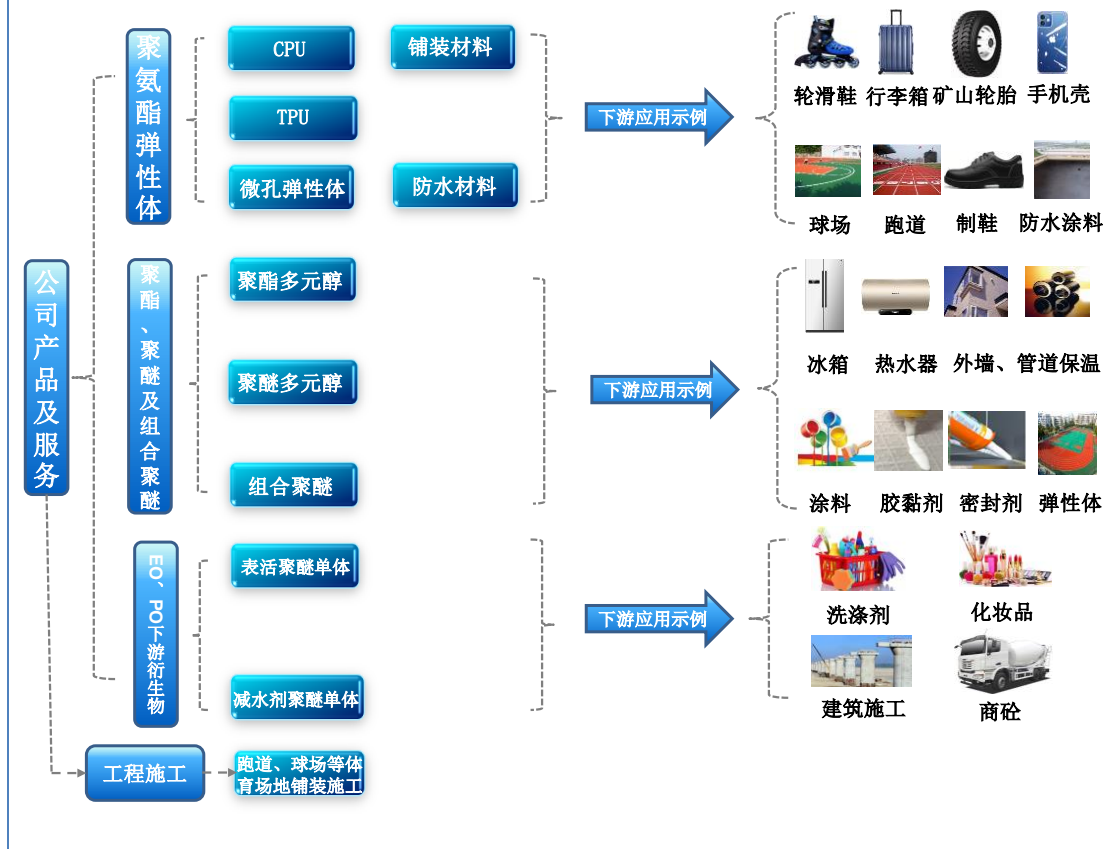 公司产品及服务
聚氨酯弹性体
CPU
铺装材料
TPU
微孔弹性体
防水材料
下游应用示例
轮滑鞋
行李箱
矿山轮胎
手机壳
球场
跑道
制鞋
防水涂料
聚酯、聚醚及组合聚醚
聚酯多元醇
聚醚多元醇
组合聚醚
下游应用示例
冰箱
热水器
外墙、管道保温
涂料
胶黏剂
密封剂
弹性体
EO、PO下游衍生物
表活聚醚单体
减水剂聚醚单体
下游应用示例
洗涤剂
化妆品
建筑施工
商砼
工程施工
跑道、球场等体
育场地铺装施工